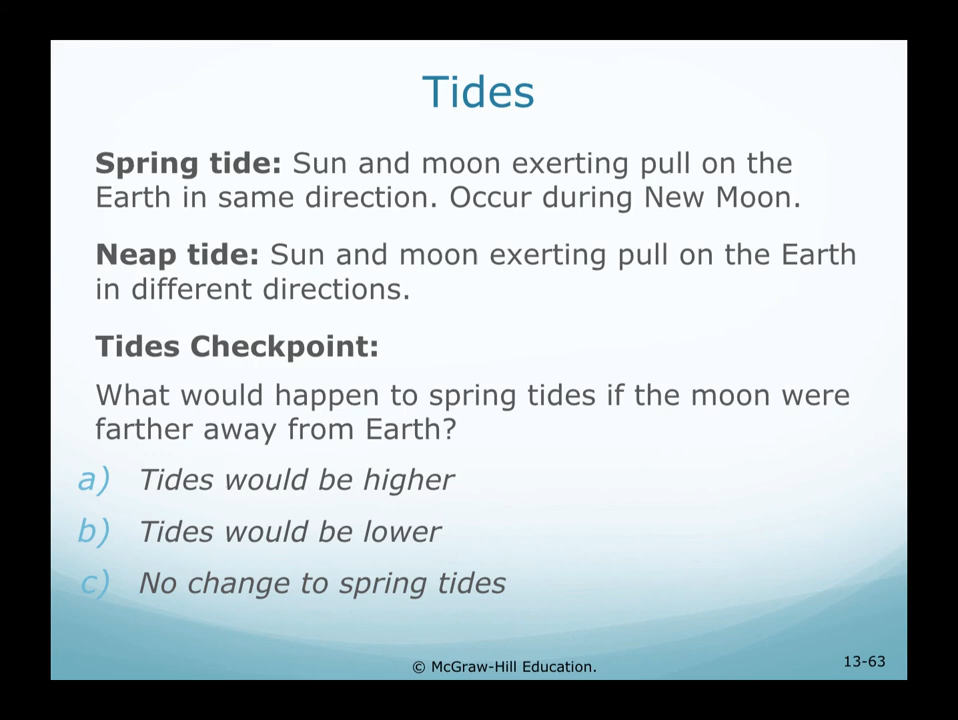 Tides
Spring tide: Sun and moon exerting pull on the
Earth in same direction. Occur during New Moon.
Neap tide: Sun and moon exerting pull on the Earth
in different directions.
Tides Checkpoint:
What would happen to spring tides if the moon were
farther away from Earth?
a) Tides would be higher
b) Tides would be lower
c) No change to spring tides
© McGraw-Hill Education.
13-63